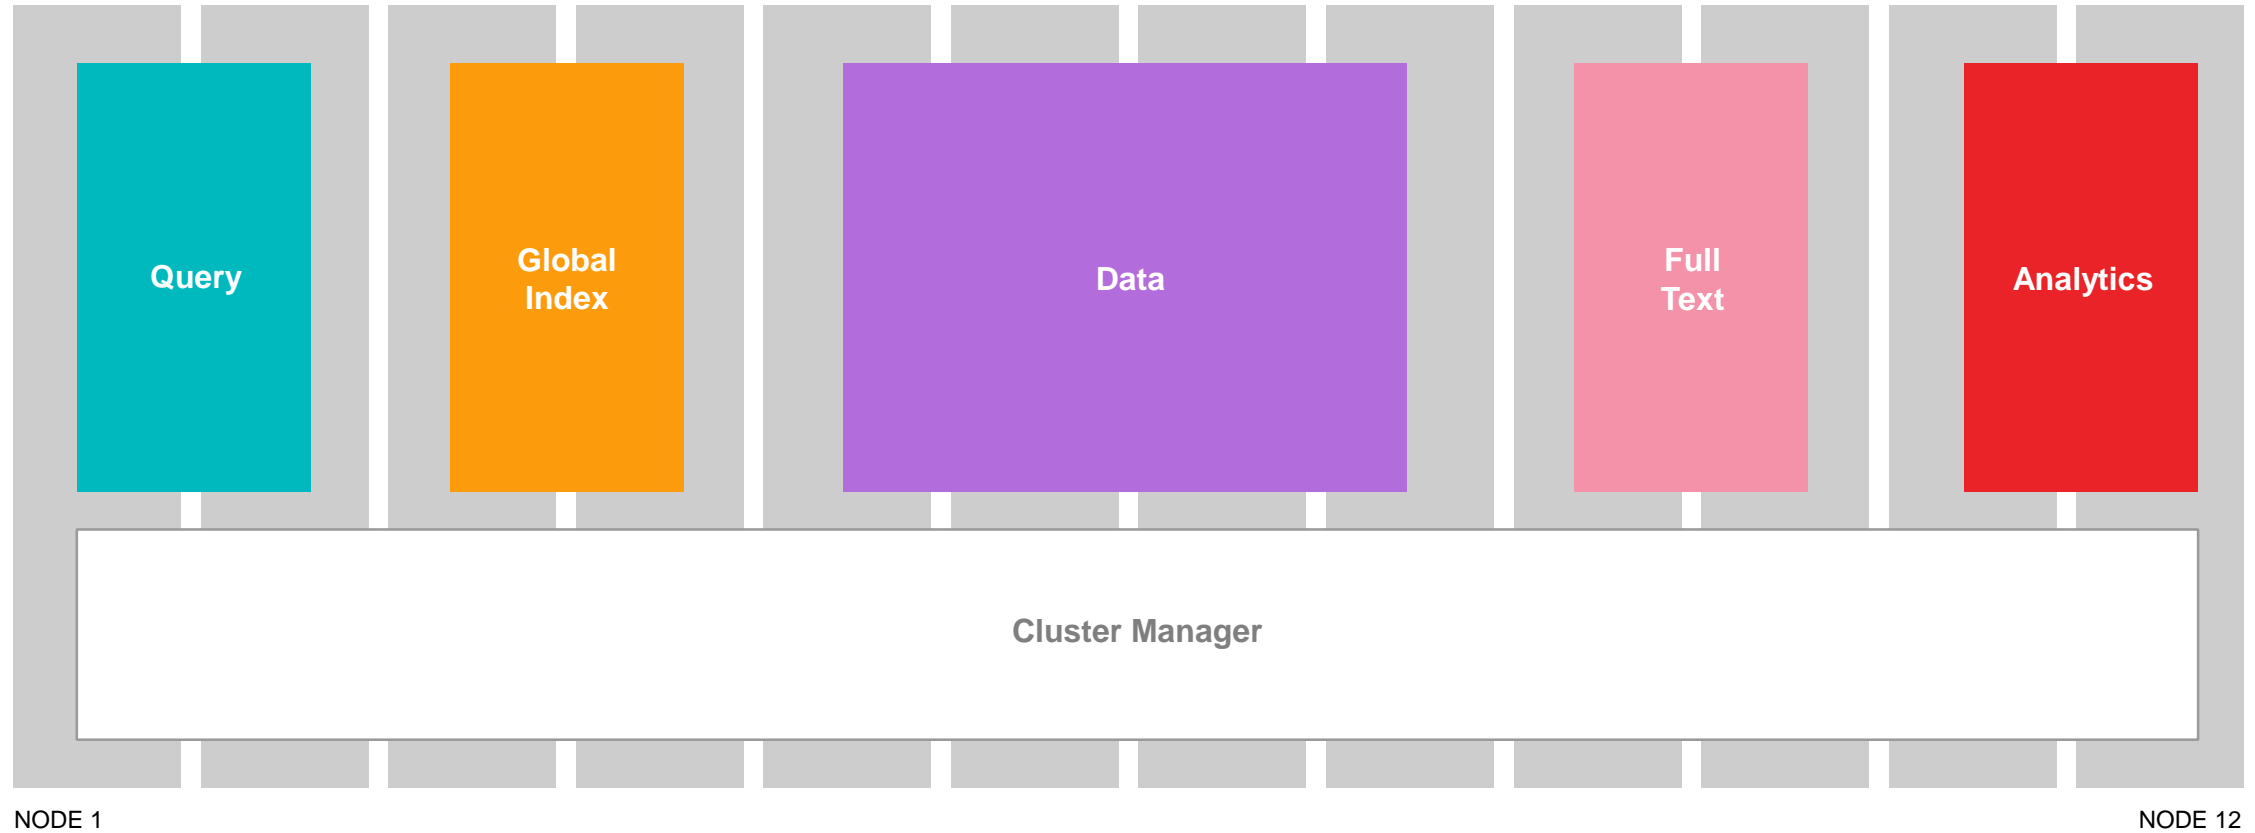 Query
Global
Index
Data
Full
Text
Analytics
Cluster Manager
NODE 1
NODE 12